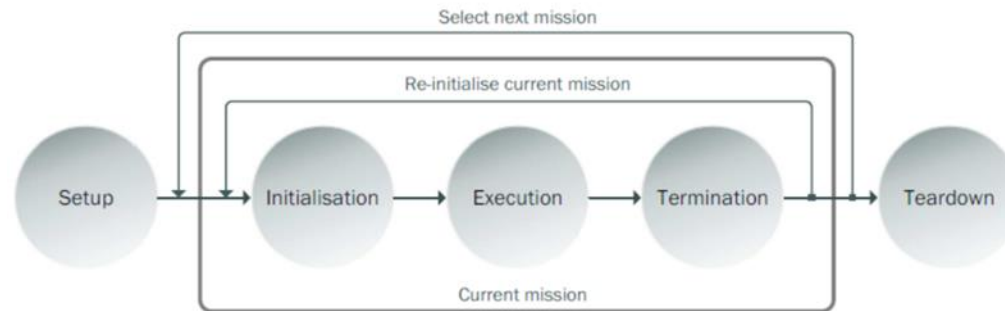 Select next mission
Re-initialise current mission
Setup
Initialisation
Execution
Termination
Teardown
Current mission